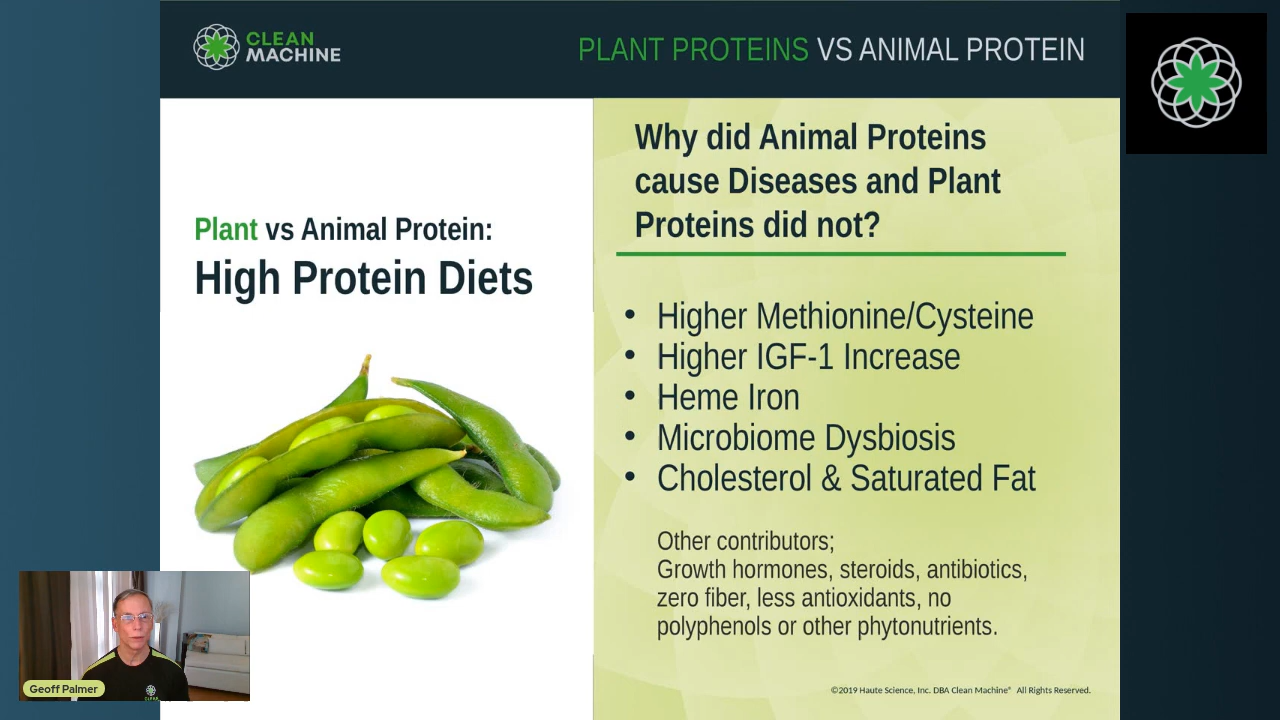 CLEAN
MACHINE
PLANT PROTEINS VS ANIMAL PROTEIN
Plant vs Animal Protein:
High Protein Diets
Why did Animal Proteins
cause Diseases and Plant
Proteins did not?
• Higher Methionine/Cysteine
• Higher IGF-1 Increase
• Heme Iron
• Microbiome Dysbiosis
• Cholesterol & Saturated Fat
Other contributors;
Growth hormones, steroids, antibiotics,
zero fiber, less antioxidants, no
polyphenols or other phytonutrients.
©2019 Haute Science, Inc. DBA Clean Machine® All Rights Reserved.
Geoff Palmer
CLEAN